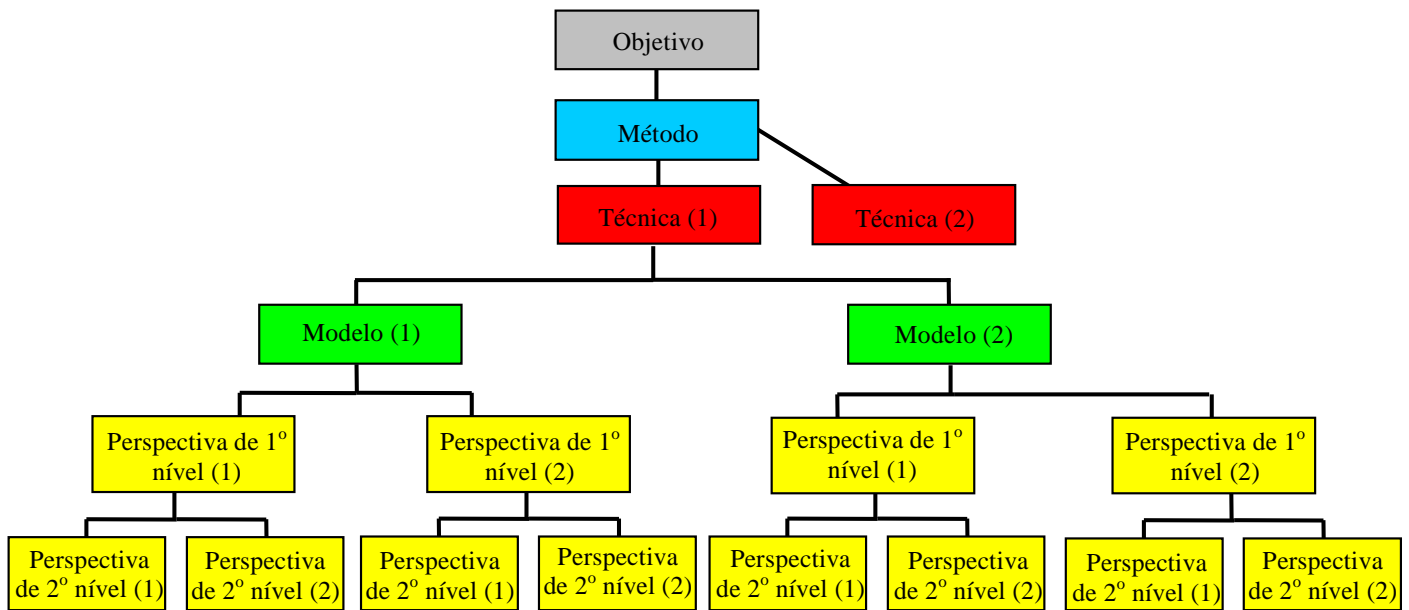 Objetivo
Método
Técnica (1)
Técnica (2)
Modelo (1)
Modelo (2)
Perspectiva de 1º
nível (1)
Perspectiva de 1º
nível (2)
Perspectiva de 1º
nível (1)
Perspectiva de 1º
nível (2)
Perspectiva
de 2º nível (1)
Perspectiva
de 2º nível (2)
Perspectiva
de 2º nível (1)
Perspectiva
de 2º nível (2)
Perspectiva
de 2º nível (1)
Perspectiva
de 2º nível (2)
Perspectiva
de 2º nível (1)
Perspectiva
de 2º nível (2)